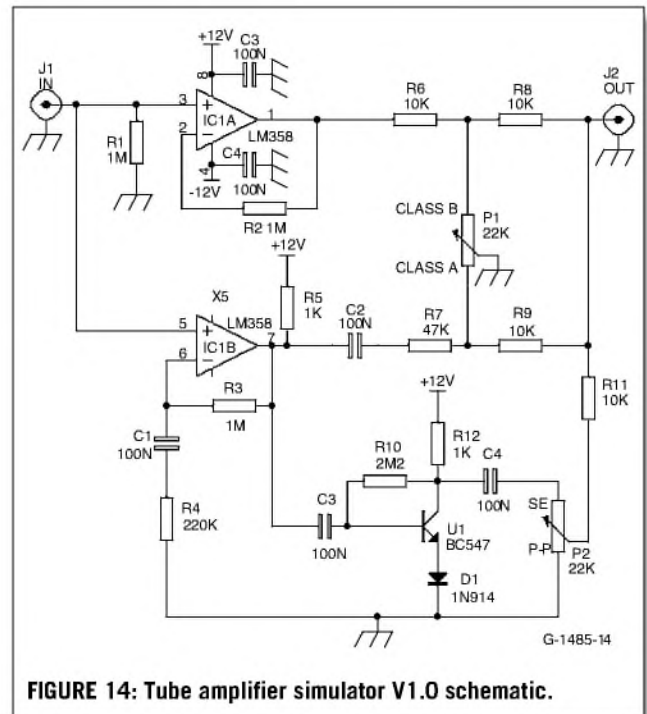 +12V
C3
100N
J1
IN
8
3
+
IC1A
1
2
LM358
R1
1M
4
C4
100N
-12V
R2 1M
R6
10K
R8
10K
J2
OUT
CLASS B
P1
22K
CLASS A
+12V
X5
R5
1K
C2
100N
R7
47K
R9
10K
5
+
LM358
IC1B
7
6
R3
1M
C1
100N
R4
220K
+12V
R12
1K
R10
2M2
C4
100N
R11
10K
C3
100N
U1
BC547
D1
1N914
SE
P-P
P2
22K
G-1485-14
FIGURE 14: Tube amplifier simulator V1.0 schematic.